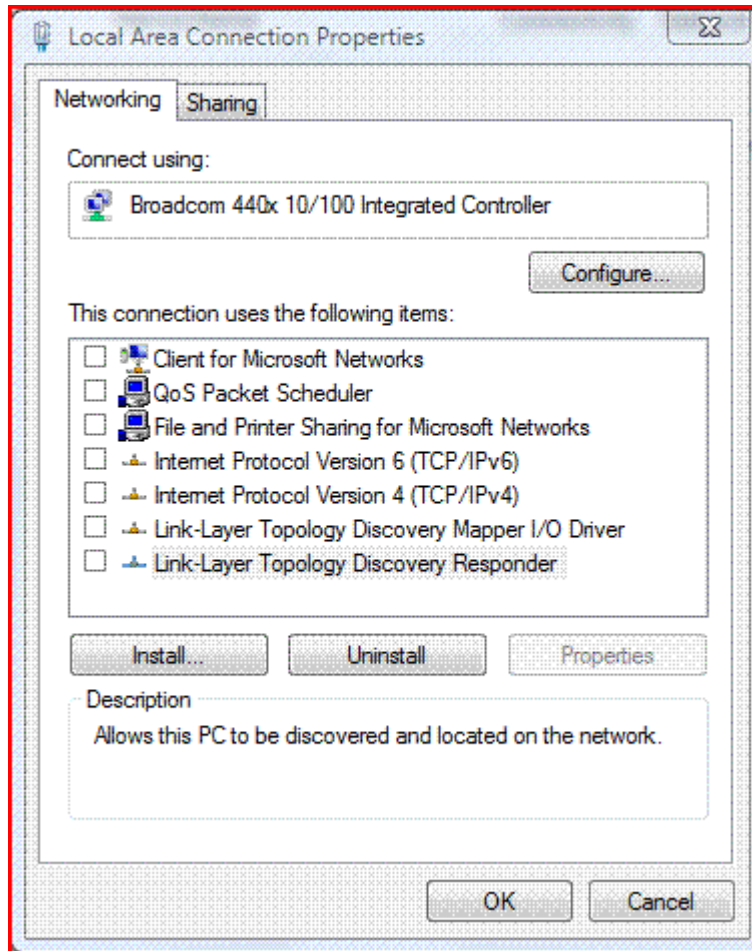 Local Area Connection Properties
Networking
Sharing
Connect using:
Broadcom 440x 10/100 Integrated Controller
Configure...
This connection uses the following items:
Client for Microsoft Networks
QoS Packet Scheduler
File and Printer Sharing for Microsoft Networks
Internet Protocol Version 6 (TCP/IPv6)
Internet Protocol Version 4 (TCP/IPv4)
Link-Layer Topology Discovery Mapper I/O Driver
Link-Layer Topology Discovery Responder
Install...
Uninstall
Properties
Description
Allows this PC to be discovered and located on the network.
OK
Cancel